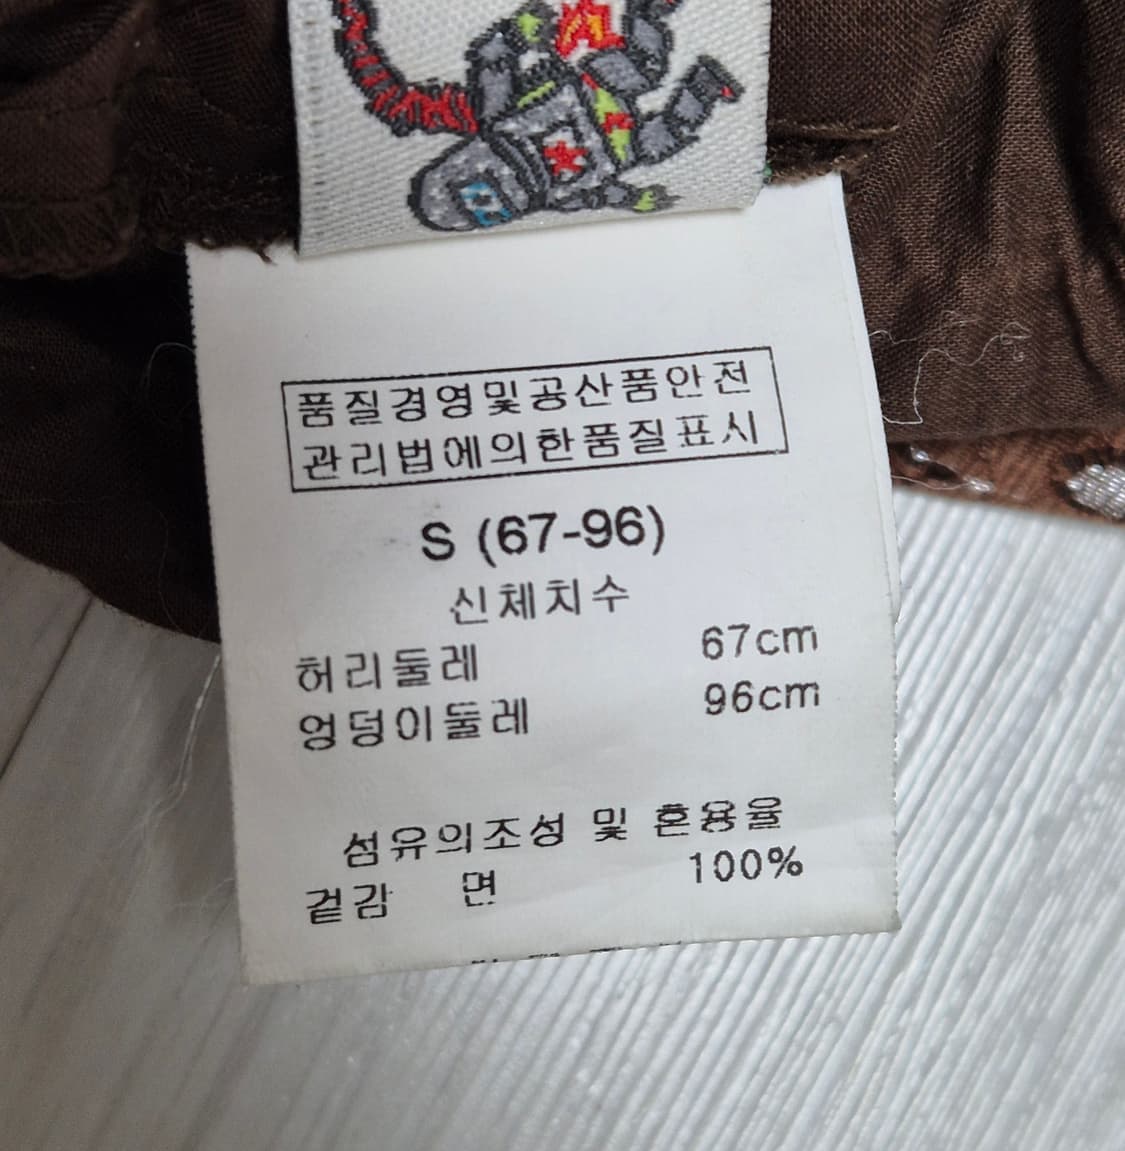 품질경영및공산품안전
관리법에의한품질표시
S (67-96)
신체치수
허리둘레 67cm
엉덩이둘레 96cm
섬유의조성 및 혼용율
겉감 면 100%